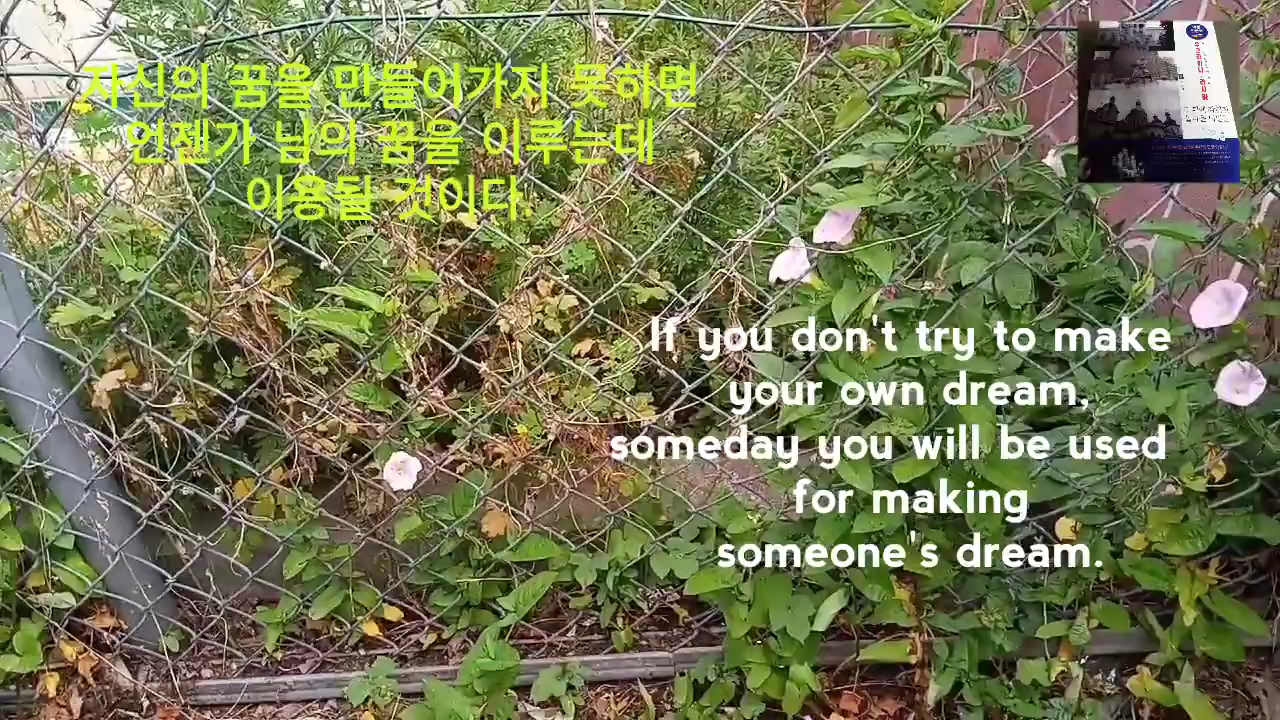 자신의 꿈을 만들어가지 못하면
언젠가 남의 꿈을 이루는데
이용될 것이다.
If you don't try to make
your own dream,
someday you will be used
for making
someone's dream.